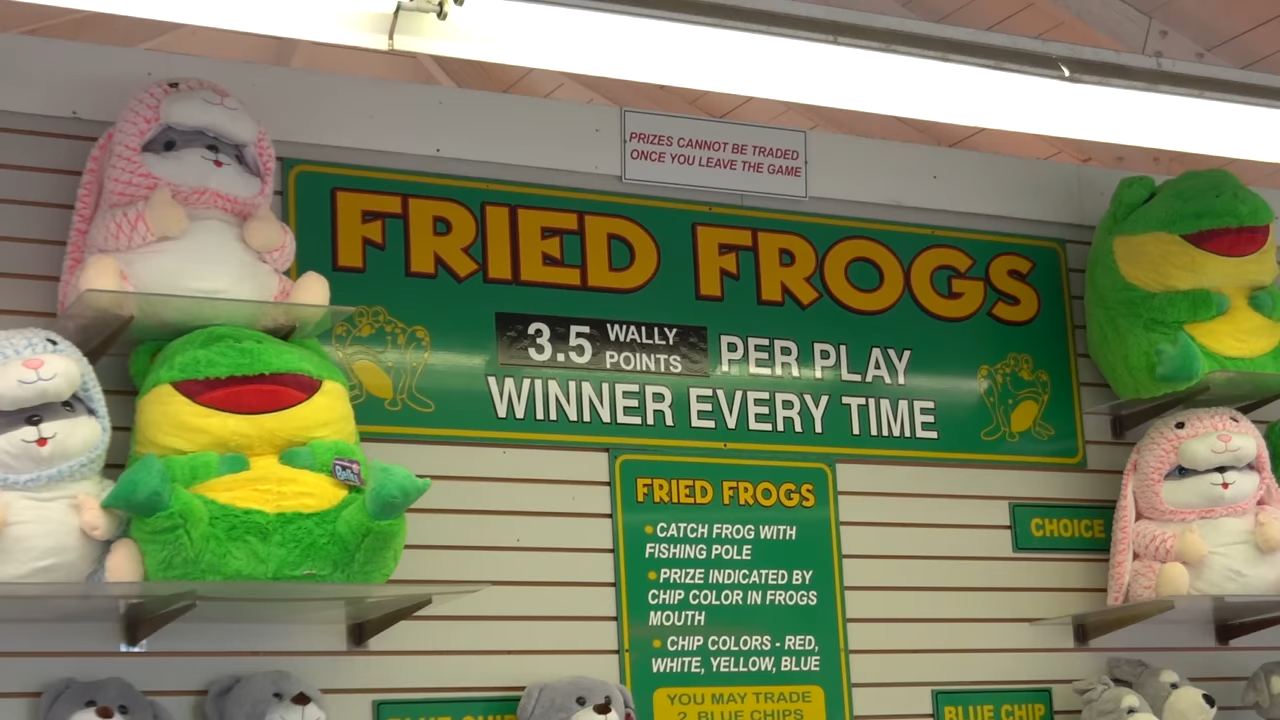 PRIZES CANNOT BE TRADED
ONCE YOU LEAVE THE GAME
FRIED FROGS
3.5 WALLY POINTS PER PLAY
WINNER EVERY TIME
FRIED FROGS
• CATCH FROG WITH
FISHING POLE
• PRIZE INDICATED BY
CHIP COLOR IN FROGS
MOUTH
• CHIP COLORS - RED,
WHITE, YELLOW, BLUE
YOU MAY TRADE
2 BLUE CHIPS
CHOICE
BLUE CHIP
BLUE CHIP